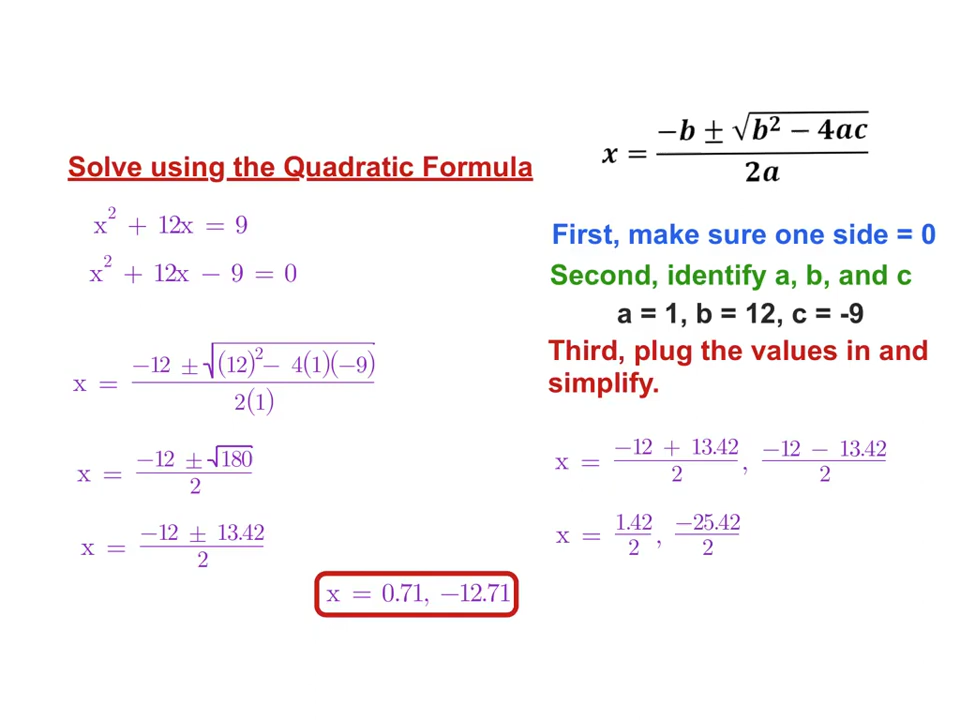 Solve using the Quadratic Formula
x² + 12x = 9
x² + 12x − 9 = 0
x = (−12 ± √((12)² − 4(1)(−9))) / 2(1)
x = (−12 ± √180) / 2
x = (−12 ± 13.42) / 2
x = (−b ± √(b² − 4ac)) / 2a
First, make sure one side = 0
Second, identify a, b, and c
a = 1, b = 12, c = -9
Third, plug the values in and
simplify.
x = (−12 + 13.42) / 2, (−12 − 13.42) / 2
x = 1.42 / 2, −25.42 / 2
x = 0.71, −12.71